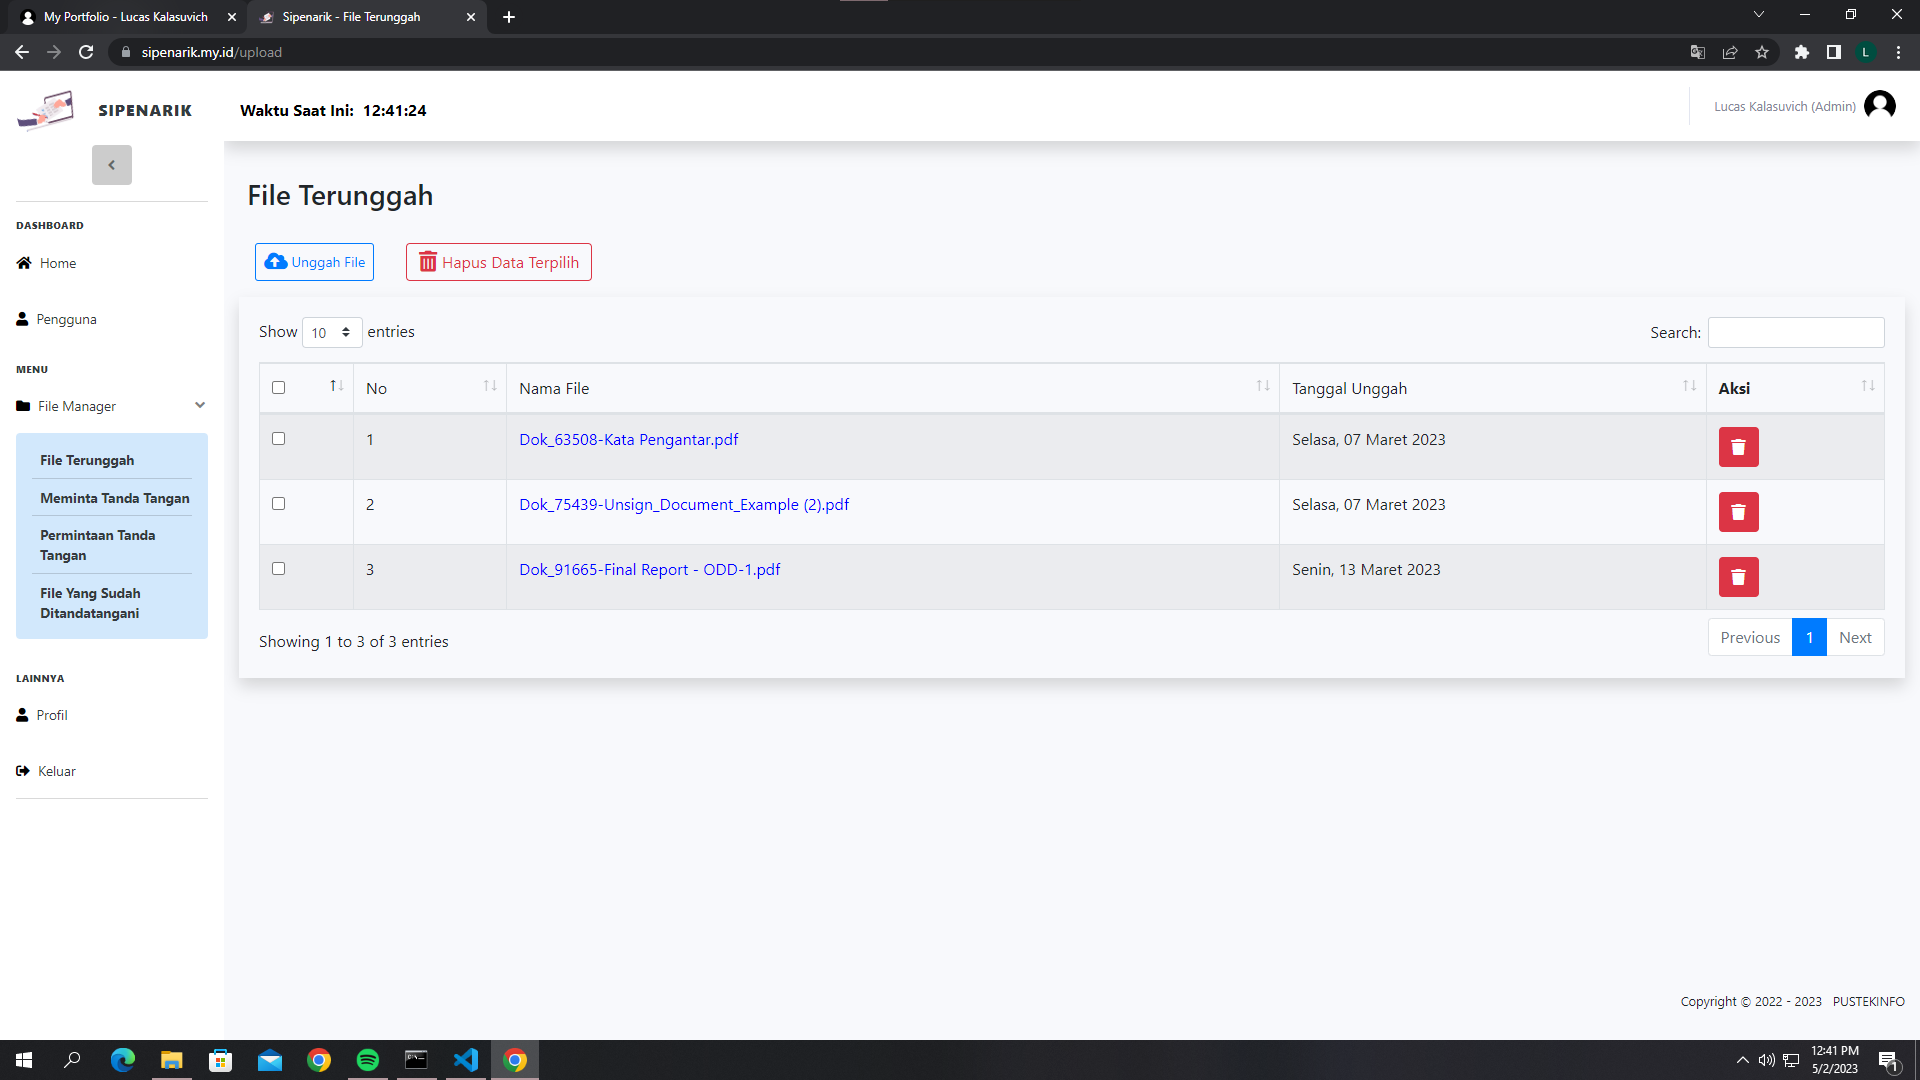 My Portfolio - Lucas Kalasuvich
Sipenarik - File Terunggah
sipenarik.my.id/upload
L
SIPENARIK
Waktu Saat Ini: 12:41:24
Lucas Kalasuvich (Admin)
DASHBOARD
Home
Pengguna
MENU
File Manager
File Terunggah
Meminta Tanda Tangan
Permintaan Tanda
Tangan
File Yang Sudah
Ditandatangani
LAINNYA
Profil
Keluar
File Terunggah
Unggah File
Hapus Data Terpilih
Show 10 entries
Search:
No Nama File Tanggal Unggah Aksi
1 Dok_63508-Kata Pengantar.pdf Selasa, 07 Maret 2023
2 Dok_75439-Unsign_Document_Example (2).pdf Selasa, 07 Maret 2023
3 Dok_91665-Final Report - ODD-1.pdf Senin, 13 Maret 2023
Showing 1 to 3 of 3 entries
Previous 1 Next
Copyright © 2022 - 2023 PUSTEKINFO
12:41 PM
5/2/2023
1